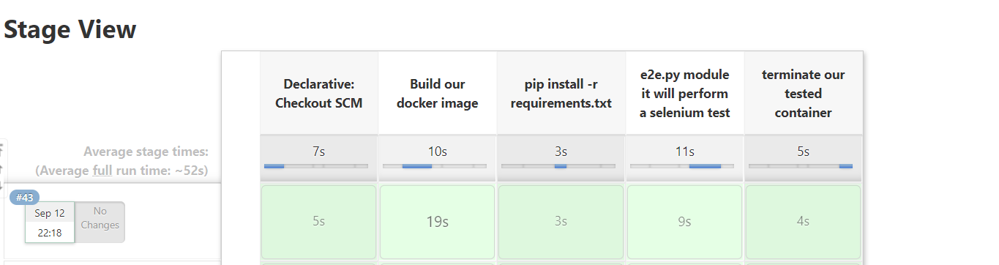 Stage View
Declarative:
Checkout SCM
Build our
docker image
pip install -r
requirements.txt
e2e.py module
it will perform
a selenium test
terminate our
tested
container
Average stage times:
(Average full run time: ~52s)
7s
10s
3s
11s
5s
#43
Sep 12
22:18
No
Changes
5s
19s
3s
9s
4s